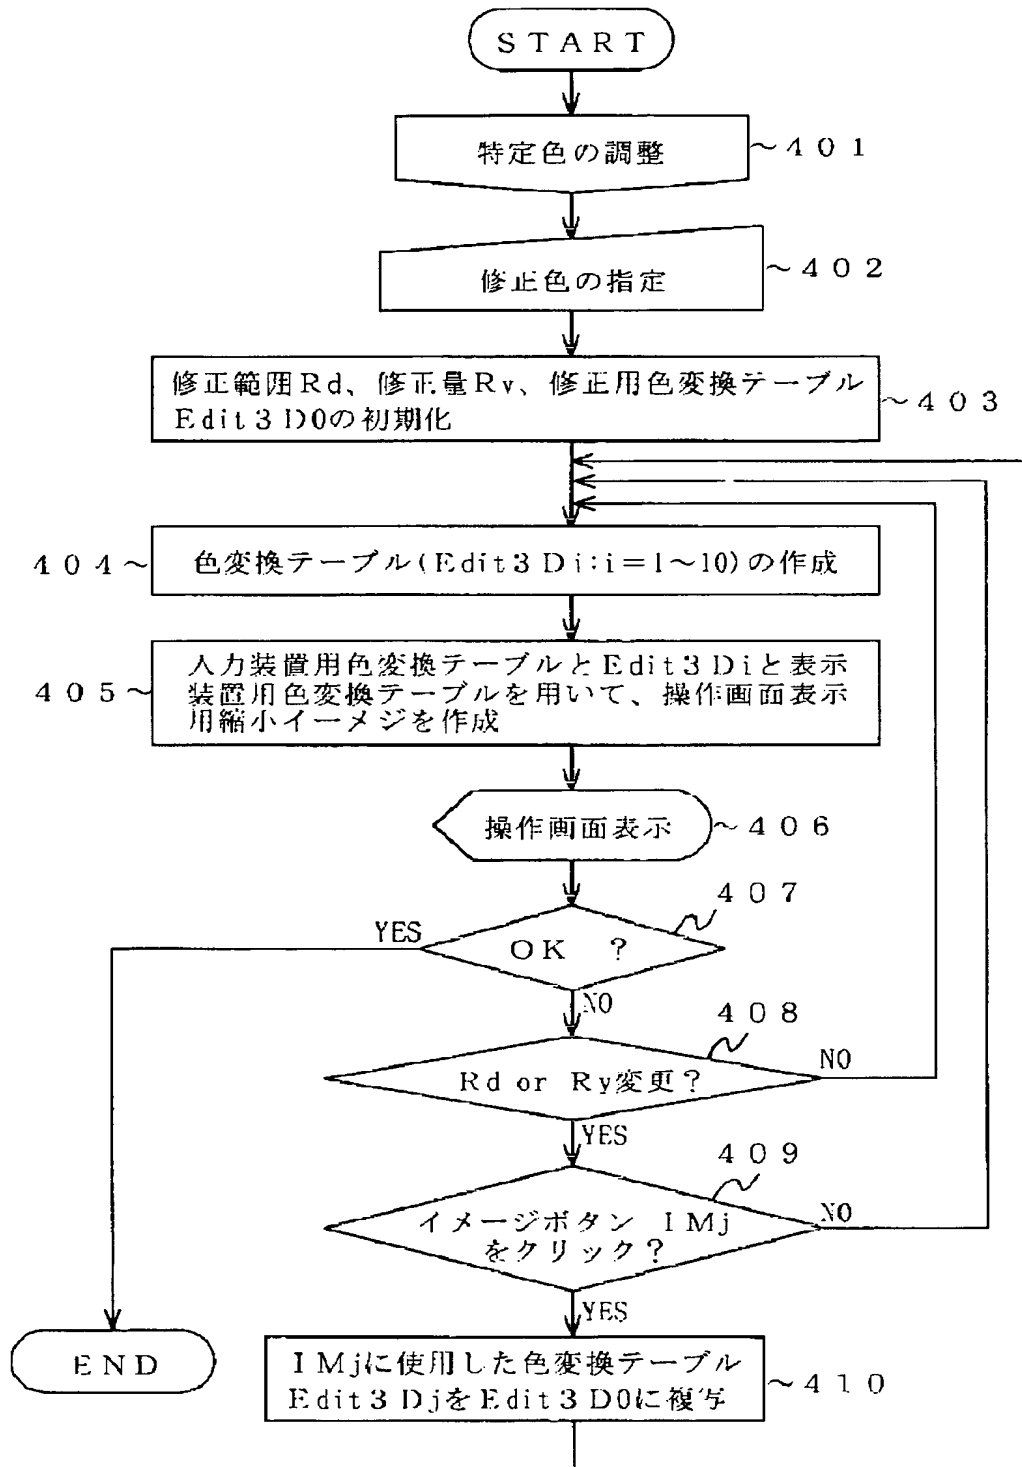 START
特定色の調整
～401
修正色の指定
～402
修正範囲Rd、修正量Rv、修正用色変換テーブル
Edit3D0の初期化
～403
404～
色変換テーブル(Edit3Di:i=1～10)の作成
405～
入力装置用色変換テーブルとEdit3Diと表示
装置用色変換テーブルを用いて、操作画面表示
用縮小イメージを作成
操作画面表示
～406
407
YES
OK ?
NO
408
Rd or Ry変更?
NO
YES
409
イメージボタン IMj
をクリック?
NO
YES
END
IMjに使用した色変換テーブル
Edit3DjをEdit3D0に複写
～410